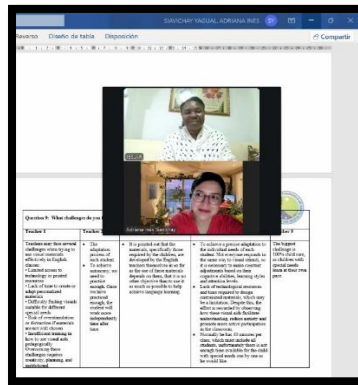 SIAVICHAY YAGUAL, ADRIANA INES
Reverso Diseño de tabla Disposición Compartir
Adriana Ines Siavichay
Question 9: What challenges do you
Teacher 1 Teacher 2
Teachers may face several
challenges when trying to
use visual materials
effectively in English
classes:
• Limited access to
technology or printed
materials
• Lack of time to create or
adapt personalized
materials
• Difficulty finding visuals
suitable for different
special needs
• Risk of overstimulation
or distraction if materials
are not well chosen
• Insufficient training in
how to use visual aids
pedagogically
Overcoming these
challenges requires
creativity, planning, and
institutional
• The
adaptation
process of
each student
• To achieve
autonomy, we
need to
practice
enough. Since
we have
practiced
enough, the
student will
work more
independently
time after
time.
• It is pointed out that the
materials, specifically those
required by the children, are
designed by the English
teachers themselves in so far
as the use of these materials
depends on them, that it is no
other objective than to use it
as much as possible to help
achieve language learning.
• To achieve a precise adaptation to
the individual needs of each
student. Not everyone responds in
the same way to visual stimuli, so
it is necessary to make constant
adjustments based on their
cognitive abilities, learning styles
and attention levels.
• Lack of technological resources
and time required to design
customized materials, which may
be a limitation. Despite this, the
effort is rewarded by observing
how these visual aids facilitate
understanding, reduce anxiety and
promote more active participation
in the classroom.
• Normally he has 40 minutes per
class, which must include all
students, unfortunately there is not
enough time available for the child
with special needs one by one as
he would like.
The biggest
challenge is
100% child care,
as children with
special needs
learn at their own
pace.